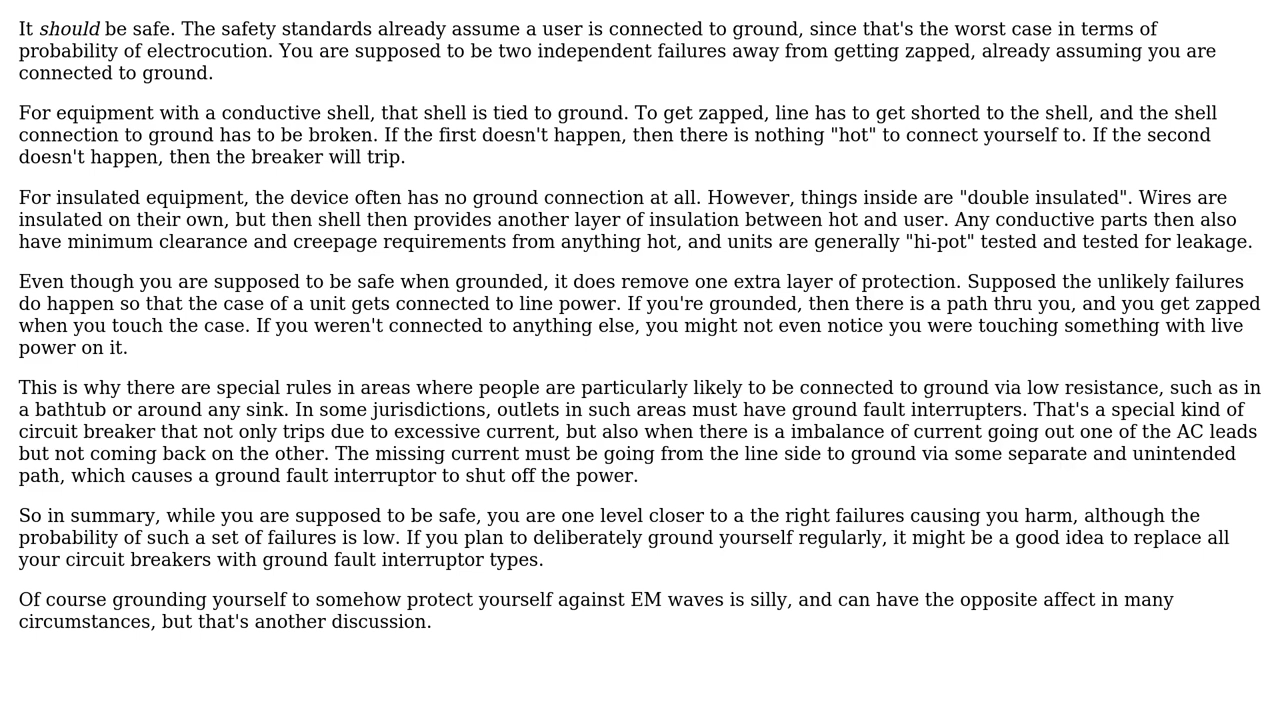 It should be safe. The safety standards already assume a user is connected to ground, since that's the worst case in terms of
probability of electrocution. You are supposed to be two independent failures away from getting zapped, already assuming you are
connected to ground.
For equipment with a conductive shell, that shell is tied to ground. To get zapped, line has to get shorted to the shell, and the shell
connection to ground has to be broken. If the first doesn't happen, then there is nothing "hot" to connect yourself to. If the second
doesn't happen, then the breaker will trip.
For insulated equipment, the device often has no ground connection at all. However, things inside are "double insulated". Wires are
insulated on their own, but then shell then provides another layer of insulation between hot and user. Any conductive parts then also
have minimum clearance and creepage requirements from anything hot, and units are generally "hi-pot" tested and tested for leakage.
Even though you are supposed to be safe when grounded, it does remove one extra layer of protection. Supposed the unlikely failures
do happen so that the case of a unit gets connected to line power. If you're grounded, then there is a path thru you, and you get zapped
when you touch the case. If you weren't connected to anything else, you might not even notice you were touching something with live
power on it.
This is why there are special rules in areas where people are particularly likely to be connected to ground via low resistance, such as in
a bathtub or around any sink. In some jurisdictions, outlets in such areas must have ground fault interrupters. That's a special kind of
circuit breaker that not only trips due to excessive current, but also when there is a imbalance of current going out one of the AC leads
but not coming back on the other. The missing current must be going from the line side to ground via some separate and unintended
path, which causes a ground fault interruptor to shut off the power.
So in summary, while you are supposed to be safe, you are one level closer to a the right failures causing you harm, although the
probability of such a set of failures is low. If you plan to deliberately ground yourself regularly, it might be a good idea to replace all
your circuit breakers with ground fault interruptor types.
Of course grounding yourself to somehow protect yourself against EM waves is silly, and can have the opposite affect in many
circumstances, but that's another discussion.